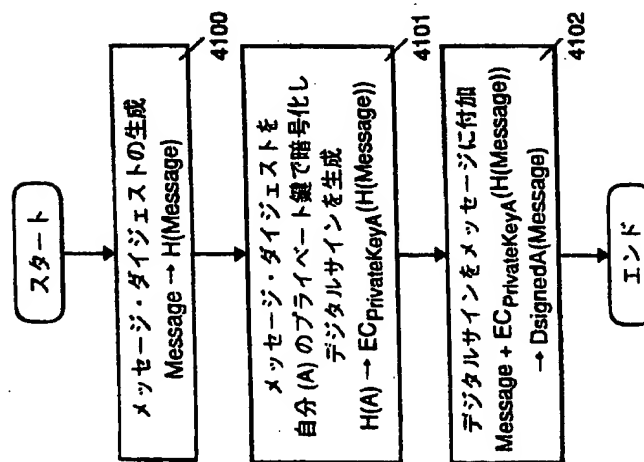 スタート
メッセージ・ダイジェストの生成
Message → H(Message)
4100
メッセージ・ダイジェストを
自分(A)のプライベート鍵で暗号化し
デジタルサインを生成
H(A) → ECPrivateKeyA(H(Message))
4101
デジタルサインをメッセージに付加
Message + ECPrivateKeyA(H(Message))
→ DsignedA(Message)
4102
エンド